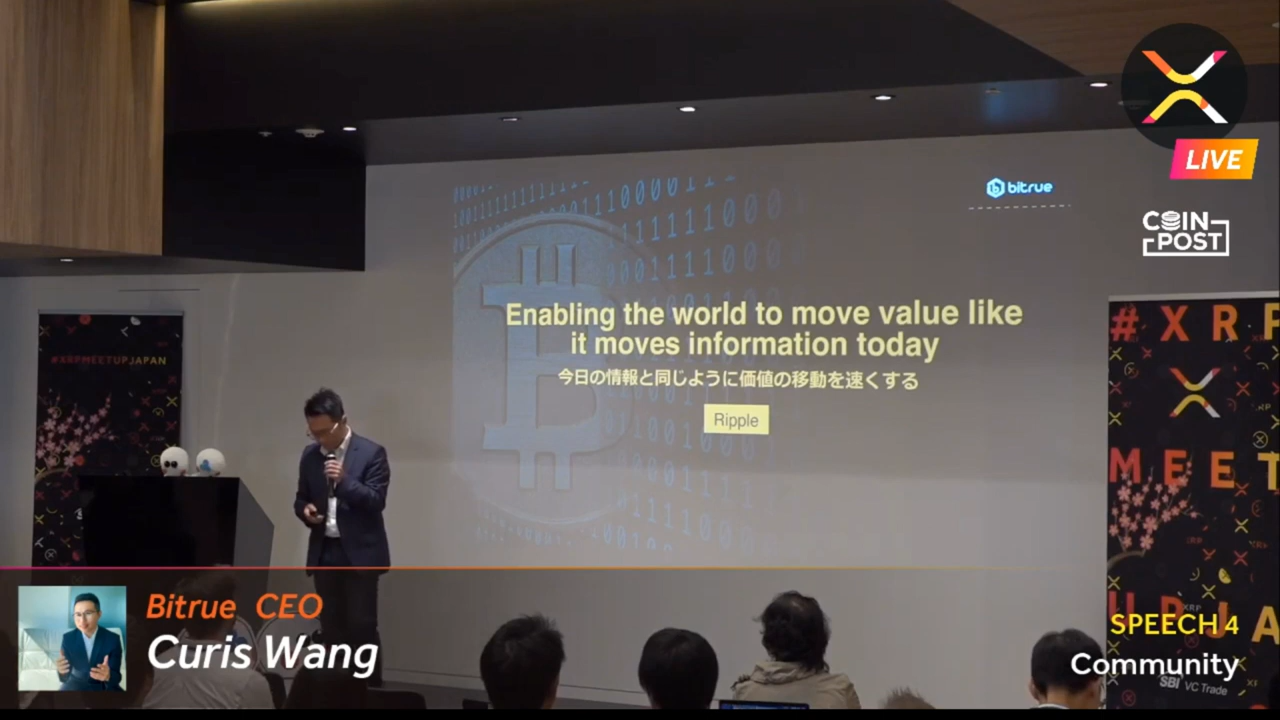 LIVE
COIN
POST
bitrue
Enabling the world to move value like
it moves information today
今日の情報と同じように価値の移動を速くする
Ripple
#XRPMEETUPJAPAN
#XRP
MEET
UPJA
Bitrue CEO
Curis Wang
SPEECH 4
Community
SBI VC Trade